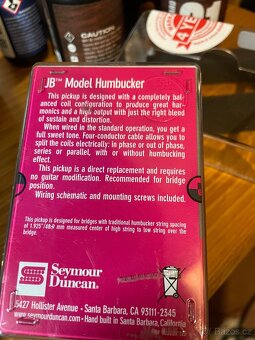 CAUTION
4 YE
JB™ Model Humbucker
This pickup is designed with a completely bal-
anced coil configuration to produce great har-
monics and a high output with just the right blend
of sustain and distortion.
When wired in the standard operation, you get a
full sweet tone. Four-conductor cable allows you to
split the coils electrically: in phase or out of phase,
series or parallel, with or without humbucking
effect.
This pickup is a direct replacement and requires
no guitar modification. Recommended for bridge
position.
Wiring schematic and mounting screws included.
This pickup is designed for bridges with traditional humbucker string spacing
of 1.925"/48.9 mm measured center of high string to low string over the
bridge.
Seymour
Duncan.
5427 Hollister Avenue · Santa Barbara, CA 93111-2345
www.seymourduncan.com · Hand built in Santa Barbara, California